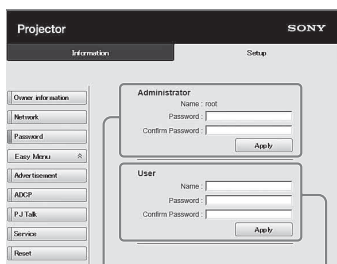 Projector
SONY
Information
Setup
Owner information
Network
Password
Easy Menu
Advertisement
ADCP
PJ Talk
Service
Reset
Administrator
Name : root
Password :
Confirm Password :
Apply
User
Name :
Password :
Confirm Password :
Apply